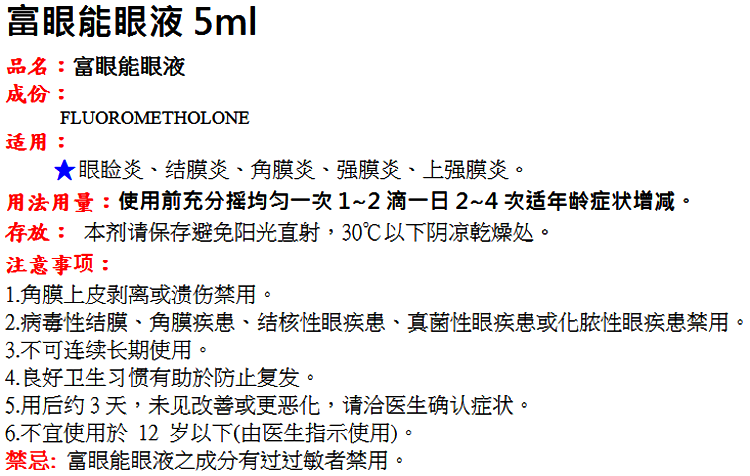 富眼能眼液 5ml
品名：富眼能眼液
成份：
FLUOROMETHOLONE
适用：
★眼睑炎、结膜炎、角膜炎、强膜炎、上强膜炎。
用法用量：使用前充分摇均匀一次 1~2 滴一日 2~4 次适年龄症状增减。
存放： 本剂请保存避免阳光直射，30℃以下阴凉乾燥处。
注意事项：
1.角膜上皮剥离或溃伤禁用。
2.病毒性结膜、角膜疾患、结核性眼疾患、真菌性眼疾患或化脓性眼疾患禁用。
3.不可连续长期使用。
4.良好卫生习惯有助於防止复发。
5.用后约 3 天，未见改善或更恶化，请洽医生确认症状。
6.不宜使用於 12 岁以下(由医生指示使用)。
禁忌: 富眼能眼液之成分有过过敏者禁用。